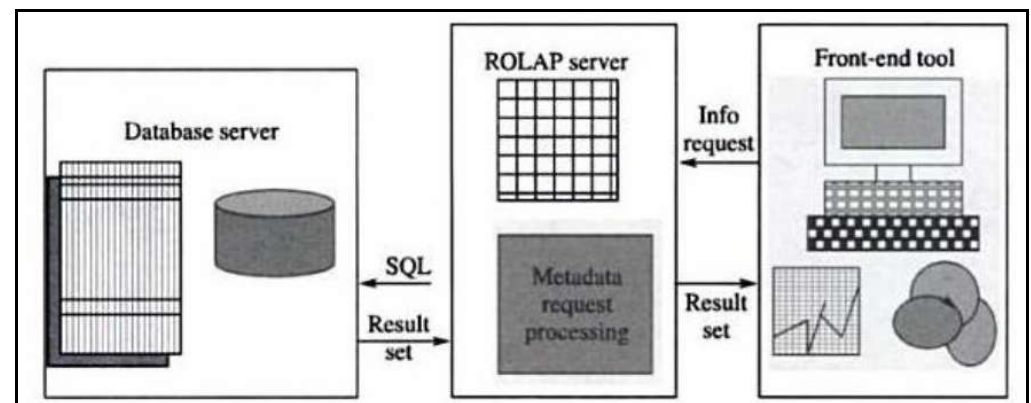 Database server
SQL
Result
set
ROLAP server
Metadata
request
processing
Info
request
Result
set
Front-end tool